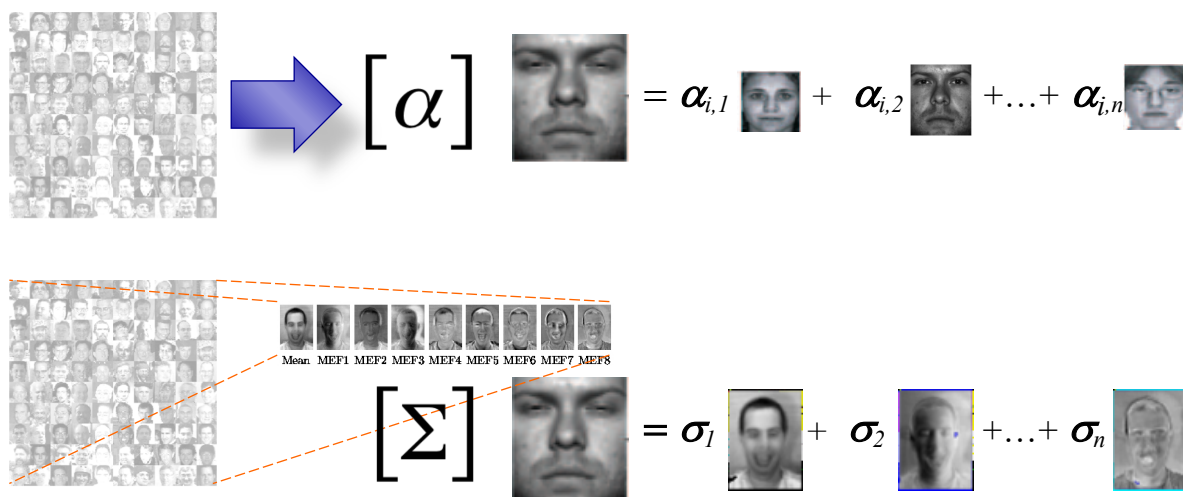 [α] = α_{i,1} + α_{i,2} +...+ α_{i,n}
Mean MEF1 MEF2 MEF3 MEF4 MEF5 MEF6 MEF7 MEF8
[Σ] = σ_1 + σ_2 +...+ σ_n